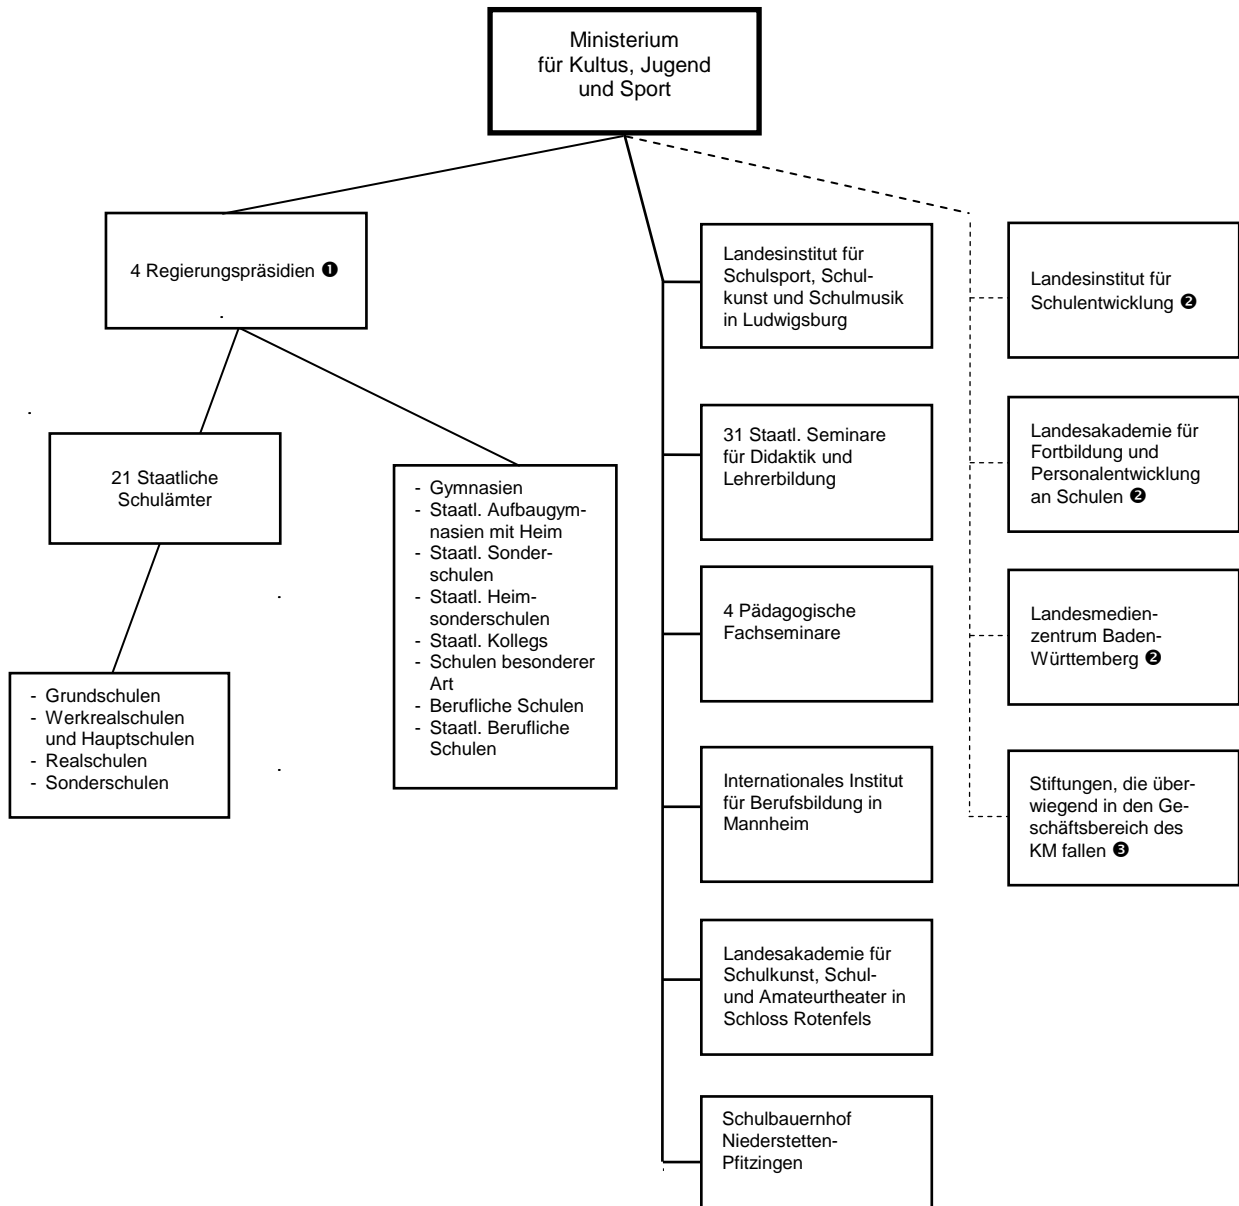 Ministerium
für Kultus, Jugend
und Sport
4 Regierungspräsidien ❶
21 Staatliche
Schulämter
- Grundschulen
- Werkrealschulen
und Hauptschulen
- Realschulen
- Sonderschulen
- Gymnasien
- Staatl. Aufbaugym-
nasien mit Heim
- Staatl. Sonder-
schulen
- Staatl. Heim-
sonderschulen
- Staatl. Kollegs
- Schulen besonderer
Art
- Berufliche Schulen
- Staatl. Berufliche
Schulen
Landesinstitut für
Schulsport, Schul-
kunst und Schulmusik
in Ludwigsburg
31 Staatl. Seminare
für Didaktik und
Lehrerbildung
4 Pädagogische
Fachseminare
Internationales Institut
für Berufsbildung in
Mannheim
Landesakademie für
Schulkunst, Schul-
und Amateurtheater in
Schloss Rotenfels
Schulbauernhof
Niederstetten-
Pfitzingen
Landesinstitut für
Schulentwicklung ❷
Landesakademie für
Fortbildung und
Personalentwicklung
an Schulen ❷
Landesmedien-
zentrum Baden-
Württemberg ❷
Stiftungen, die über-
wiegend in den Ge-
schäftsbereich des
KM fallen ❸